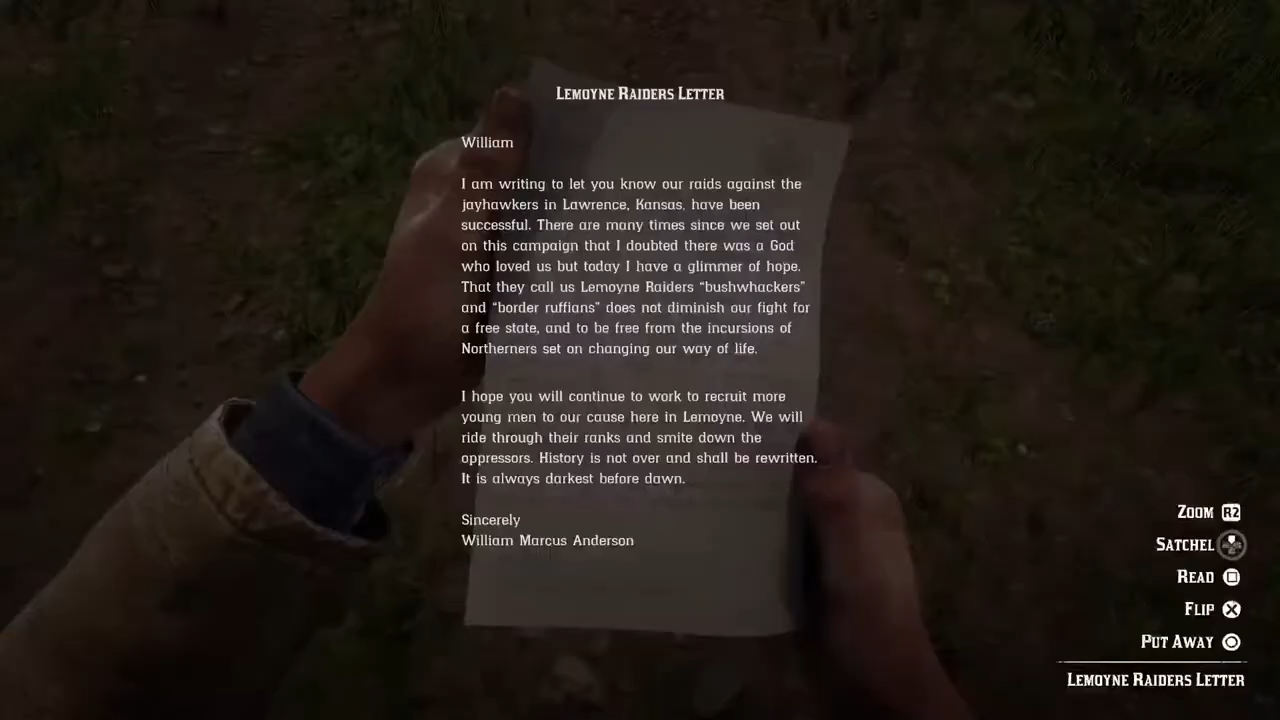 LEMOYNE RAIDERS LETTER
William
I am writing to let you know our raids against the
jayhawkers in Lawrence, Kansas, have been
successful. There are many times since we set out
on this campaign that I doubted there was a God
who loved us but today I have a glimmer of hope.
That they call us Lemoyne Raiders “bushwhackers”
and “border ruffians” does not diminish our fight for
a free state, and to be free from the incursions of
Northerners set on changing our way of life.
I hope you will continue to work to recruit more
young men to our cause here in Lemoyne. We will
ride through their ranks and smite down the
oppressors. History is not over and shall be rewritten.
It is always darkest before dawn.
Sincerely
William Marcus Anderson
ZOOM R2
SATCHEL
READ
FLIP
PUT AWAY
LEMOYNE RAIDERS LETTER